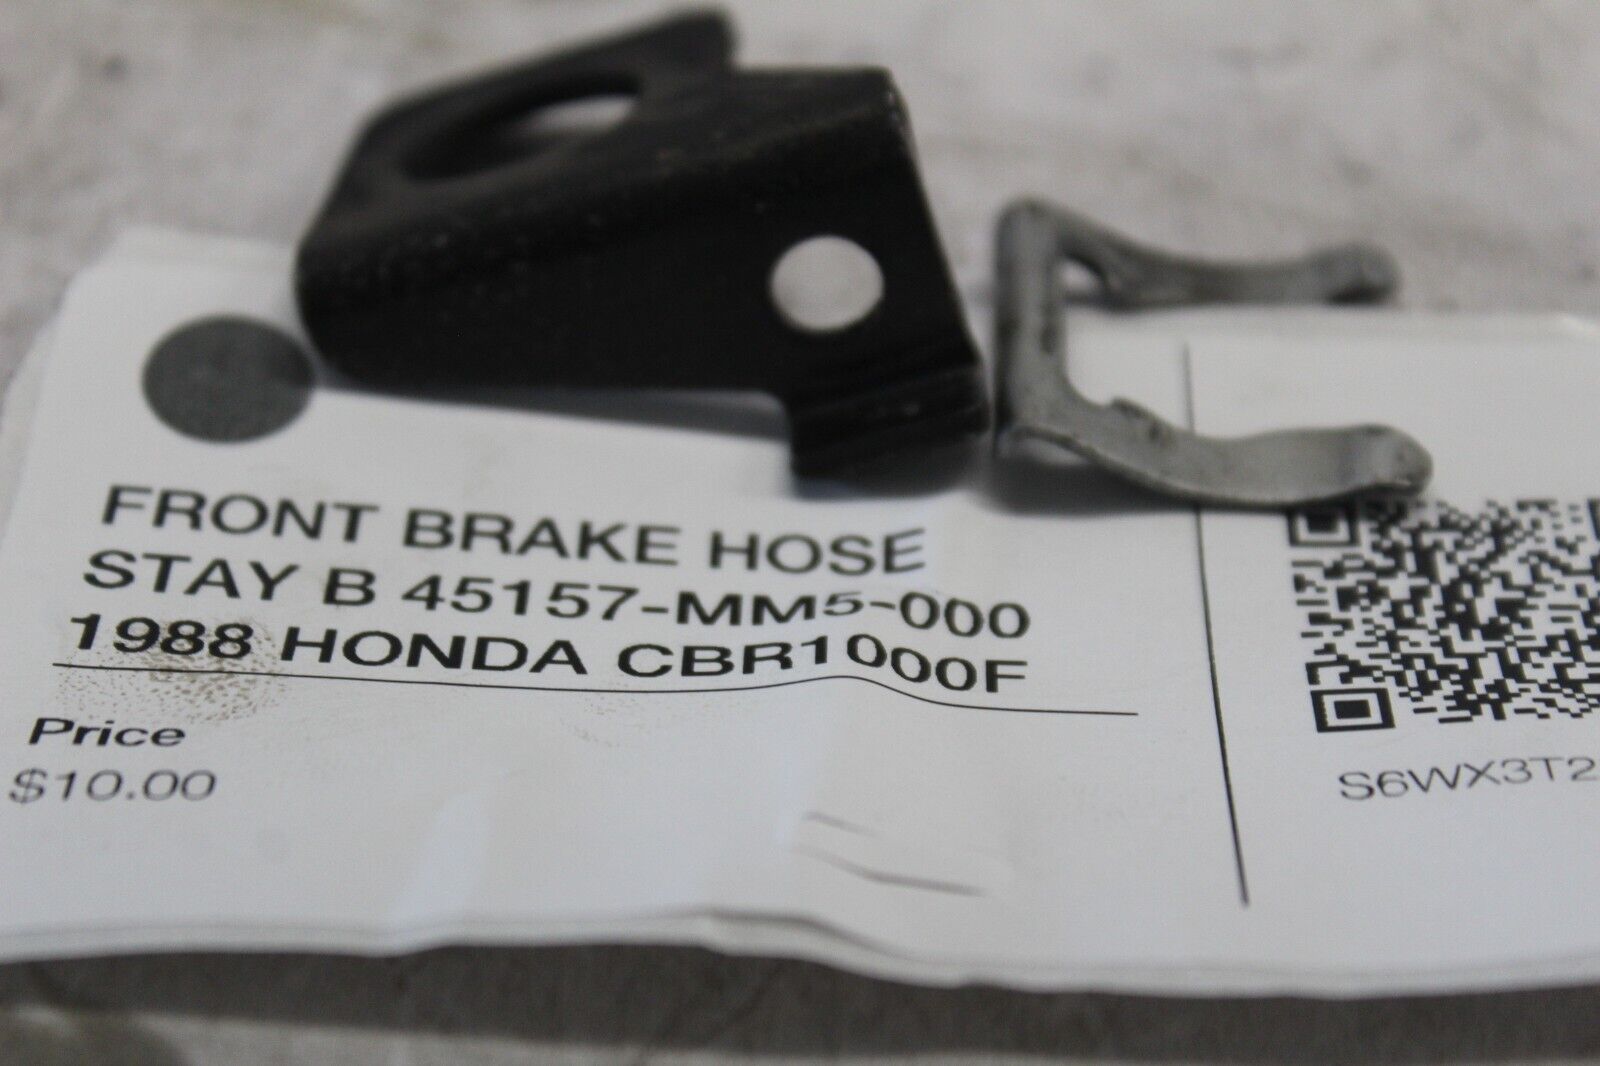 FRONT BRAKE HOSE
STAY B 45157-MM5-000
1988 HONDA CBR1000F
Price
$10.00
S6WX3T2